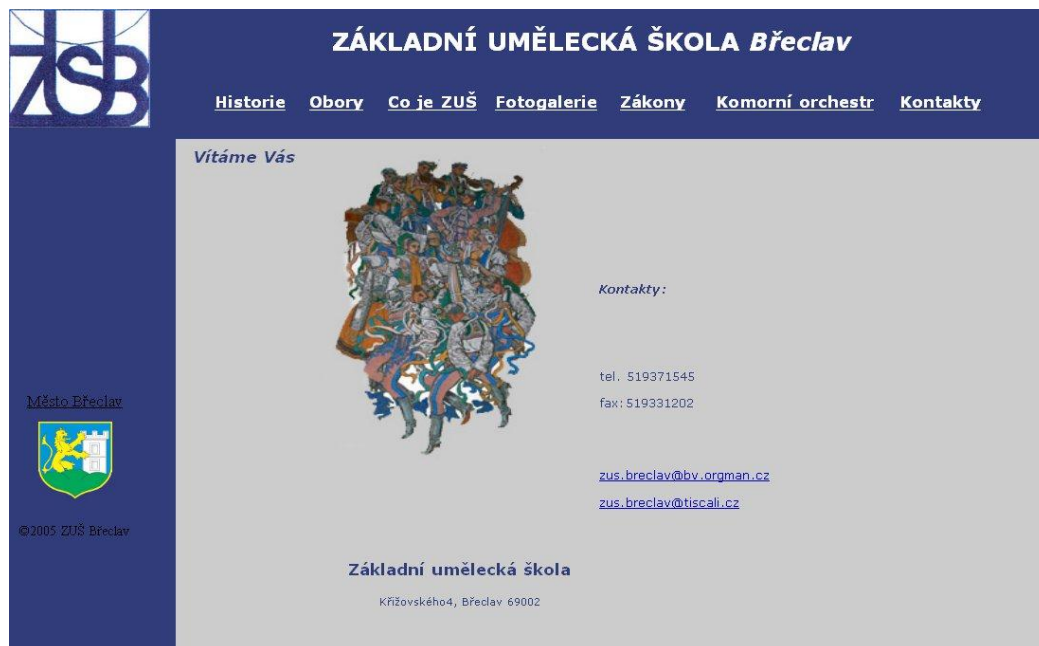 ZŠB
ZÁKLADNÍ UMĚLECKÁ ŠKOLA Břeclav
Historie Obory Co je ZUŠ Fotogalerie Zákony Komorní orchestr Kontakty
Vítáme Vás
Kontakty:
tel. 519371545
fax:519331202
zus.breclav@bv.orgman.cz
zus.breclav@tiscali.cz
Město Břeclav
©2005 ZUŠ Břeclav
Základní umělecká škola
Křížovského4, Břeclav 69002